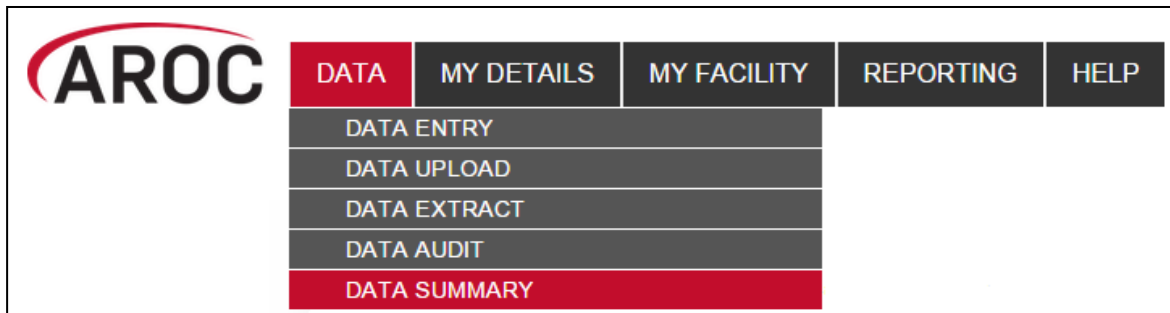 AROC DATA MY DETAILS MY FACILITY REPORTING HELP
DATA ENTRY
DATA UPLOAD
DATA EXTRACT
DATA AUDIT
DATA SUMMARY